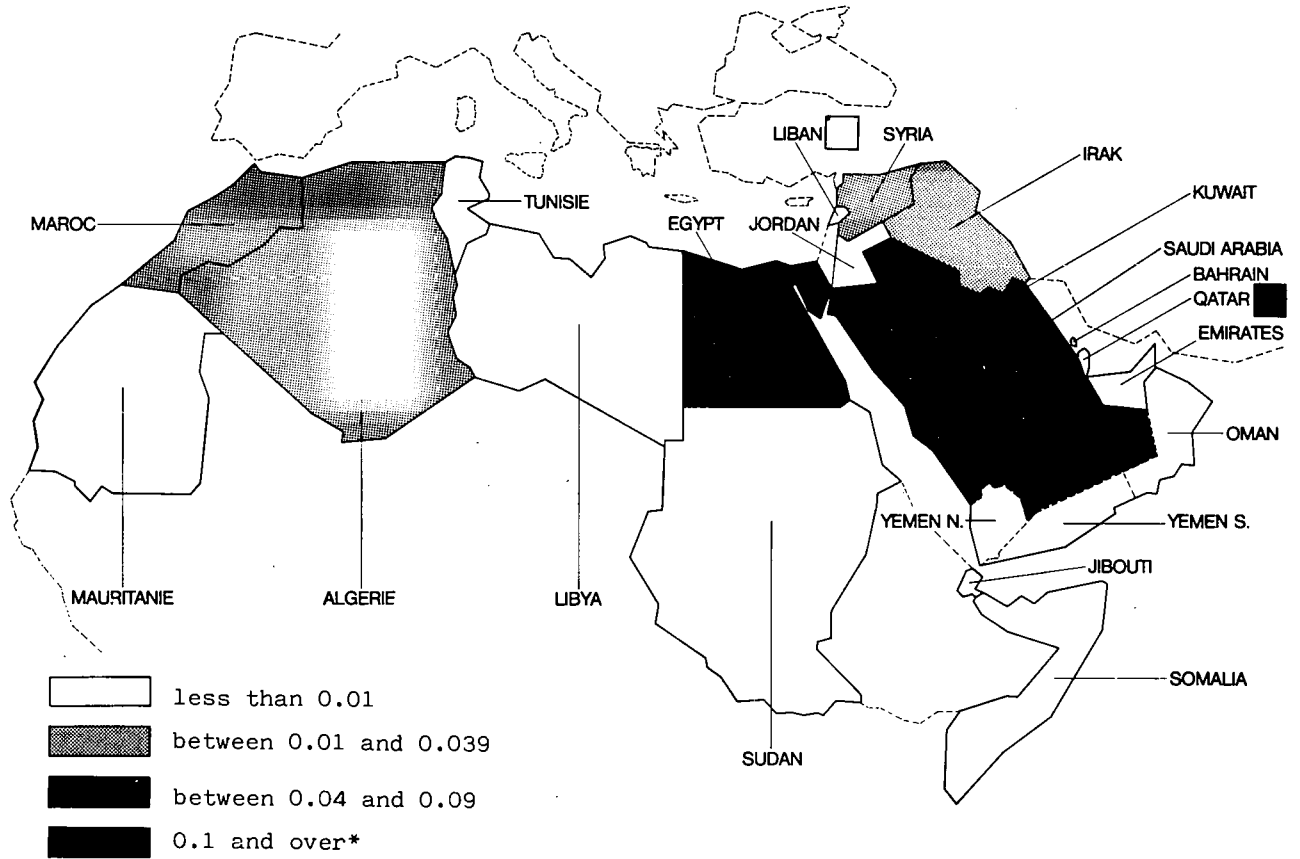 LIBAN
SYRIA
IRAK
KUWAIT
MAROC
TUNISIE
EGYPT
JORDAN
SAUDI ARABIA
BAHRAIN
QATAR
EMIRATES
OMAN
YEMEN N.
YEMEN S.
JIBOUTI
MAURITANIE
ALGERIE
LIBYA
SOMALIA
SUDAN
less than 0.01
between 0.01 and 0.039
between 0.04 and 0.09
0.1 and over*